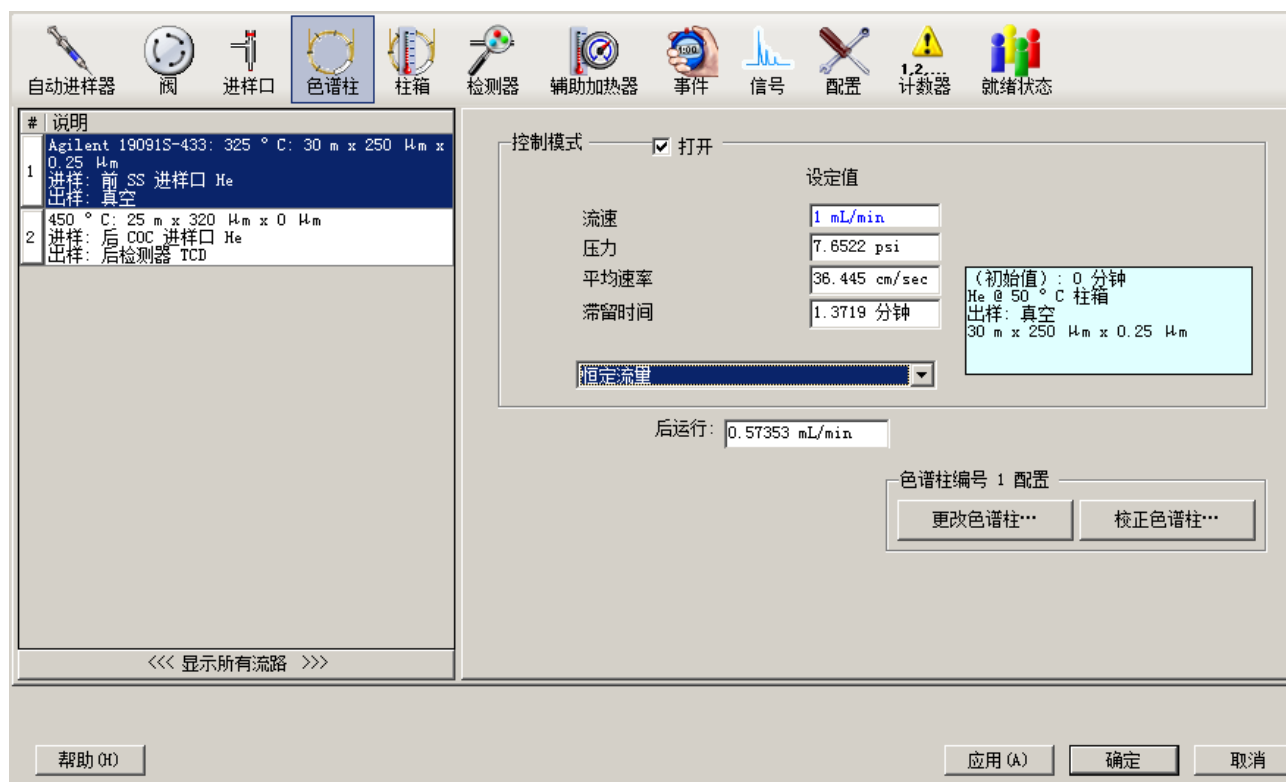 自动进样器 阀 进样口 色谱柱 柱箱 检测器 辅助加热器 事件 信号 配置 计数器 就绪状态
1:00
1,2....
# 说明
1
Agilent 19091S-433: 325 °C: 30 m x 250 µm x
0.25 µm
进样: 前 SS 进样口 He
出样: 真空
2
450 °C: 25 m x 320 µm x 0 µm
进样: 后 COC 进样口 He
出样: 后检测器 TCD
<<< 显示所有流路 >>>
控制模式 打开
设定值
流速 1 mL/min
压力 7.6522 psi
平均速率 36.445 cm/sec
滞留时间 1.3719 分钟
(初始值): 0 分钟
He @ 50 °C 柱箱
出样: 真空
30 m x 250 µm x 0.25 µm
恒定流量
后运行: 0.57353 mL/min
色谱柱编号 1 配置
更改色谱柱… 校正色谱柱…
帮助(H) 应用(A) 确定 取消